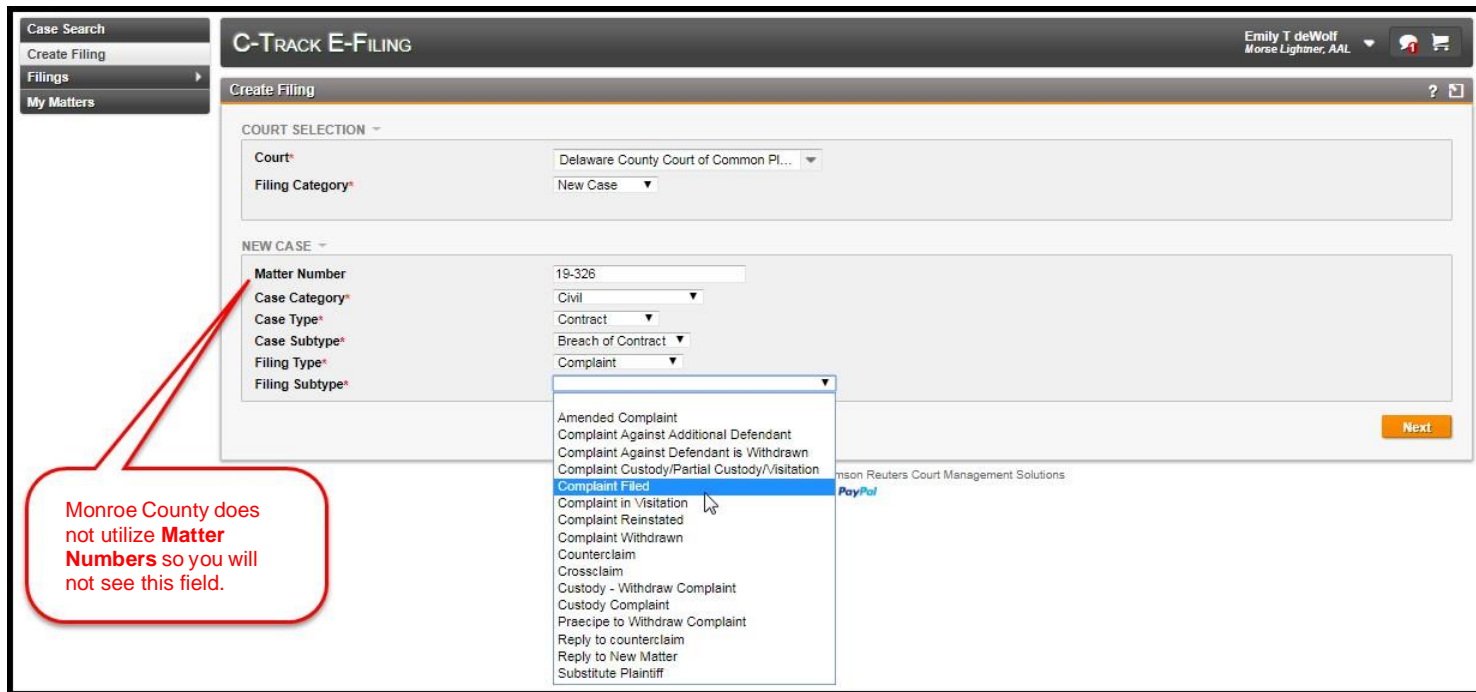 Case Search
Create Filing
Filings
My Matters
C-TRACK E-FILING
Emily T deWolf
Morse Lighmer, AAL
1
Create Filing
?
COURT SELECTION
Court*
Delaware County Court of Common Pl...
Filing Category*
New Case
NEW CASE
Matter Number
19-326
Case Category*
Civil
Case Type*
Contract
Case Subtype*
Breach of Contract
Filing Type*
Complaint
Filing Subtype*
Amended Complaint
Complaint Against Additional Defendant
Complaint Against Defendant is Withdrawn
Complaint Custody/Partial Custody/Visitation
Complaint Filed
Complaint in Visitation
Complaint Reinstated
Complaint Withdrawn
Counterclaim
Crossclaim
Custody - Withdraw Complaint
Custody Complaint
Praecipe to Withdraw Complaint
Reply to counterclaim
Reply to New Matter
Substitute Plaintiff
Next
mson Reuters Court Management Solutions
PayPal
Monroe County does
not utilize Matter
Numbers so you will
not see this field.